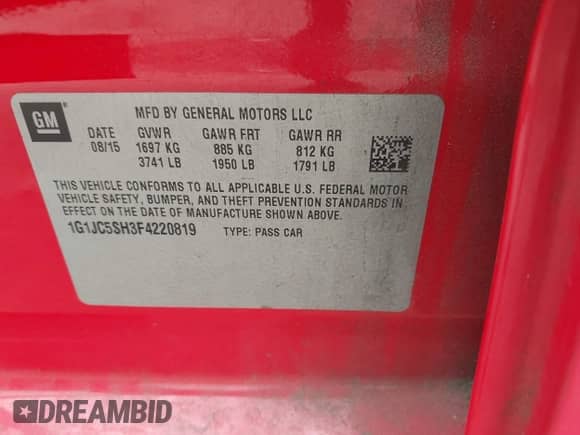 GM
MFD BY GENERAL MOTORS LLC
DATE GVWR GAWR FRT GAWR RR
08/15 1697 KG 885 KG 812 KG
3741 LB 1950 LB 1791 LB
THIS VEHICLE CONFORMS TO ALL APPLICABLE U.S. FEDERAL MOTOR
VEHICLE SAFETY, BUMPER, AND THEFT PREVENTION STANDARDS IN
EFFECT ON THE DATE OF MANUFACTURE SHOWN ABOVE.
1G1JC5SH3F4220819 TYPE: PASS CAR
DREAMBID